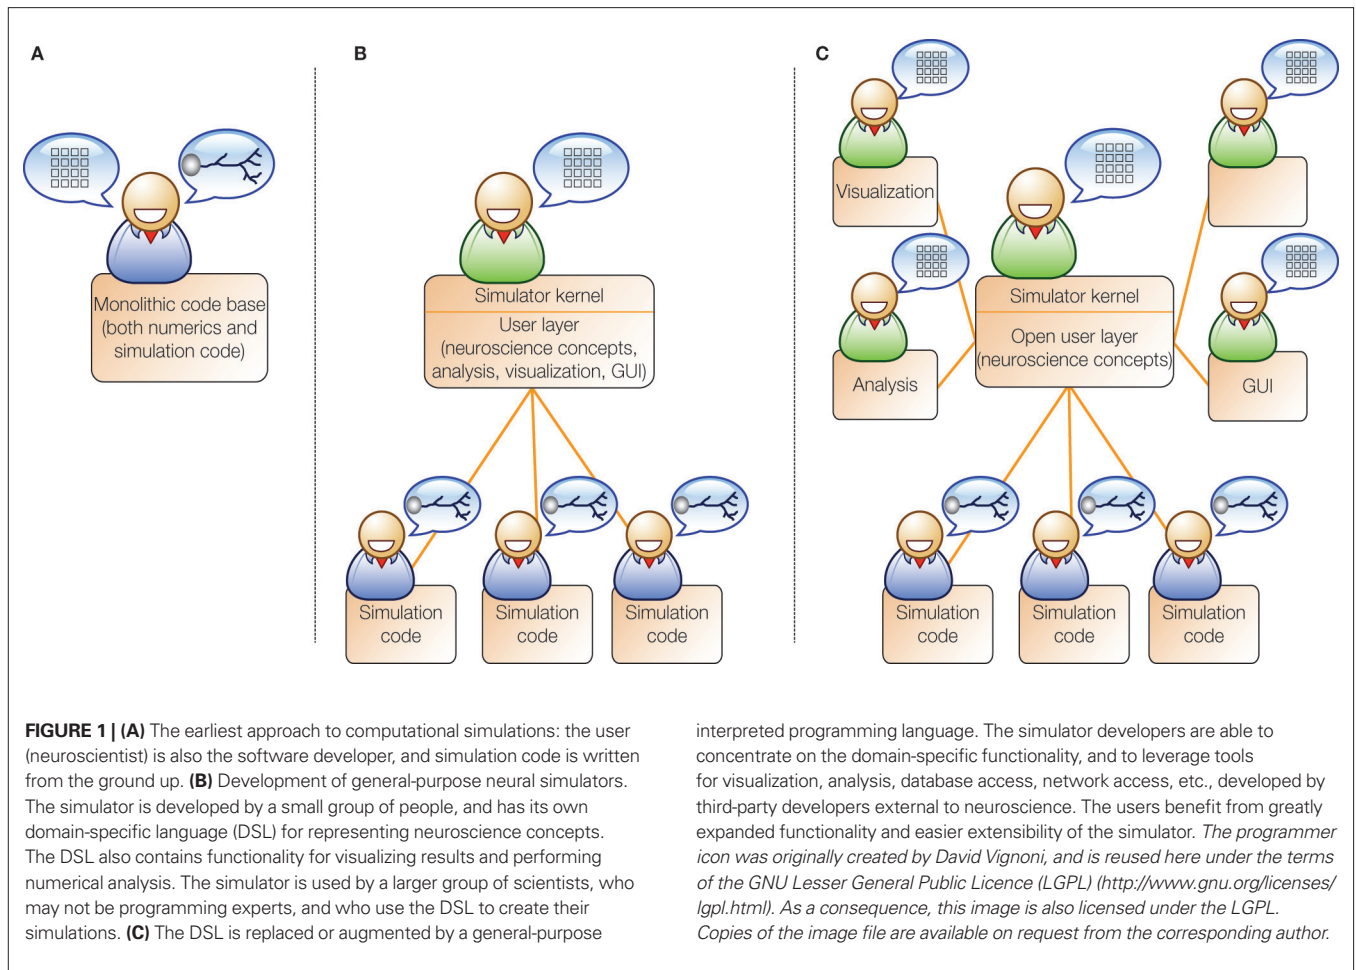 A
B
C
Monolithic code base
(both numerics and
simulation code)
Simulator kernel
User layer
(neuroscience concepts,
analysis, visualization, GUI)
Simulation
code
Simulation
code
Simulation
code
Visualization
Analysis
Simulator kernel
Open user layer
(neuroscience concepts)
GUI
Simulation
code
Simulation
code
Simulation
code
FIGURE 1 | (A) The earliest approach to computational simulations: the user
(neuroscientist) is also the software developer, and simulation code is written
from the ground up. (B) Development of general-purpose neural simulators.
The simulator is developed by a small group of people, and has its own
domain-specific language (DSL) for representing neuroscience concepts.
The DSL also contains functionality for visualizing results and performing
numerical analysis. The simulator is used by a larger group of scientists, who
may not be programming experts, and who use the DSL to create their
simulations. (C) The DSL is replaced or augmented by a general-purpose
interpreted programming language. The simulator developers are able to
concentrate on the domain-specific functionality, and to leverage tools
for visualization, analysis, database access, network access, etc., developed by
third-party developers external to neuroscience. The users benefit from greatly
expanded functionality and easier extensibility of the simulator. The programmer
icon was originally created by David Vignoni, and is reused here under the terms
of the GNU Lesser General Public Licence (LGPL) (http://www.gnu.org/licenses/
lgpl.html). As a consequence, this image is also licensed under the LGPL.
Copies of the image file are available on request from the corresponding author.